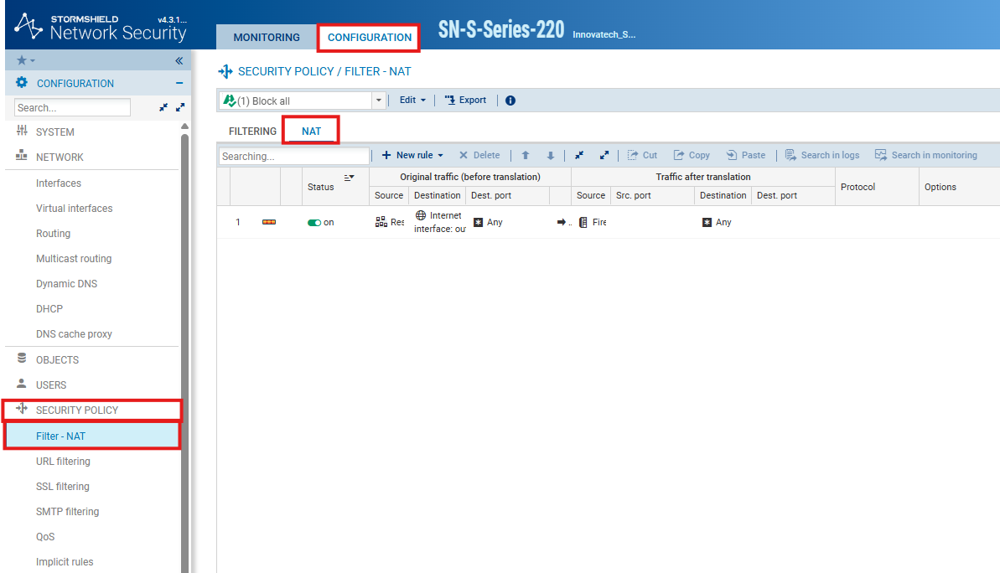 STORMSHIELD v4.3.1...
Network Security
MONITORING CONFIGURATION SN-S-Series-220 Innovatech_S...
CONFIGURATION
Search...
SYSTEM
NETWORK
Interfaces
Virtual interfaces
Routing
Multicast routing
Dynamic DNS
DHCP
DNS cache proxy
OBJECTS
USERS
SECURITY POLICY
Filter - NAT
URL filtering
SSL filtering
SMTP filtering
QoS
Implicit rules
SECURITY POLICY / FILTER - NAT
(1) Block all Edit Export
FILTERING NAT
Searching... New rule Delete Cut Copy Paste Search in logs Search in monitoring
Status Original traffic (before translation) Traffic after translation Protocol Options
Source Destination Dest. port Source Src. port Destination Dest. port
1 on Res Internet Any .. Fire Any
interface: ou